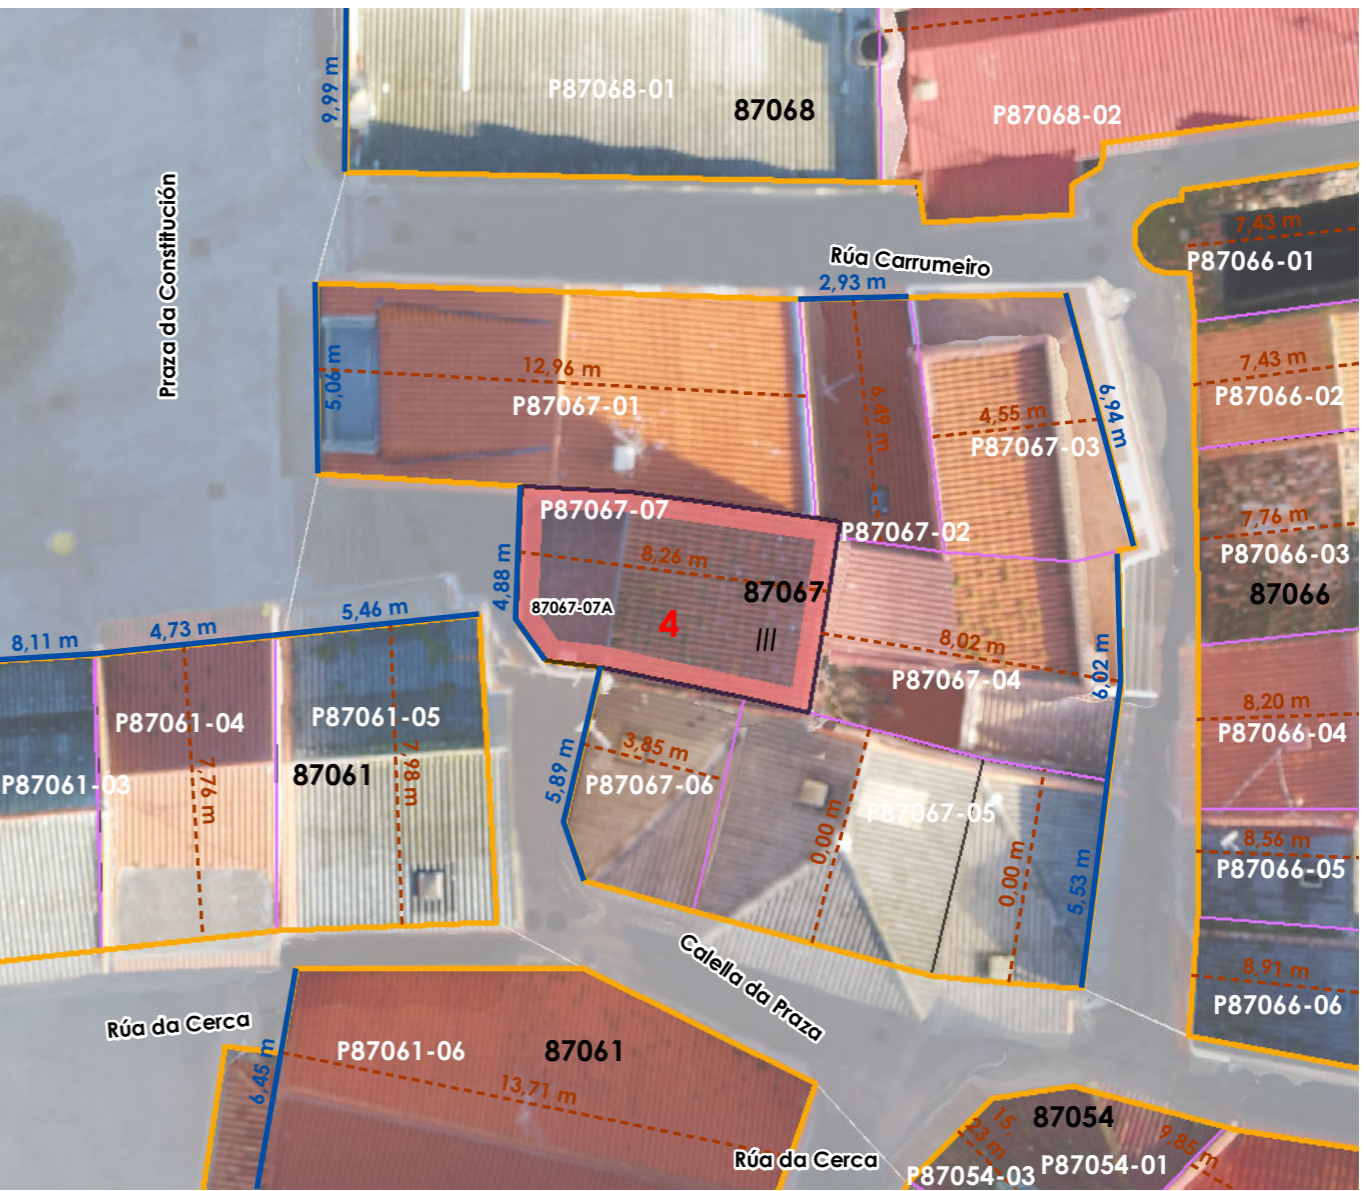 9,99 m
P87068-01
87068
P87068-02
Praza da Constitución
Rúa Carrumeiro
7,43 m
P87066-01
2,93 m
5,06 m
12,96 m
P87067-01
6,49 m
4,55 m
P87067-03
6,94 m
7,43 m
P87066-02
P87067-07
P87067-02
7,76 m
P87066-03
87066
4,88 m
8,26 m
87067
87067-07A
4
III
8,11 m
4,73 m
5,46 m
8,02 m
P87067-04
6,02 m
8,20 m
P87066-04
P87061-04
P87061-05
P87061-03
87061
7,76 m
7,98 m
5,89 m
3,85 m
P87067-06
P87067-05
0,00 m
0,00 m
5,53 m
8,56 m
P87066-05
8,91 m
P87066-06
Calella da Praza
Rúa da Cerca
6,45 m
P87061-06
87061
13,71 m
Rúa da Cerca
87054
15,
23 m
P87054-01
9,85 m
P87054-03